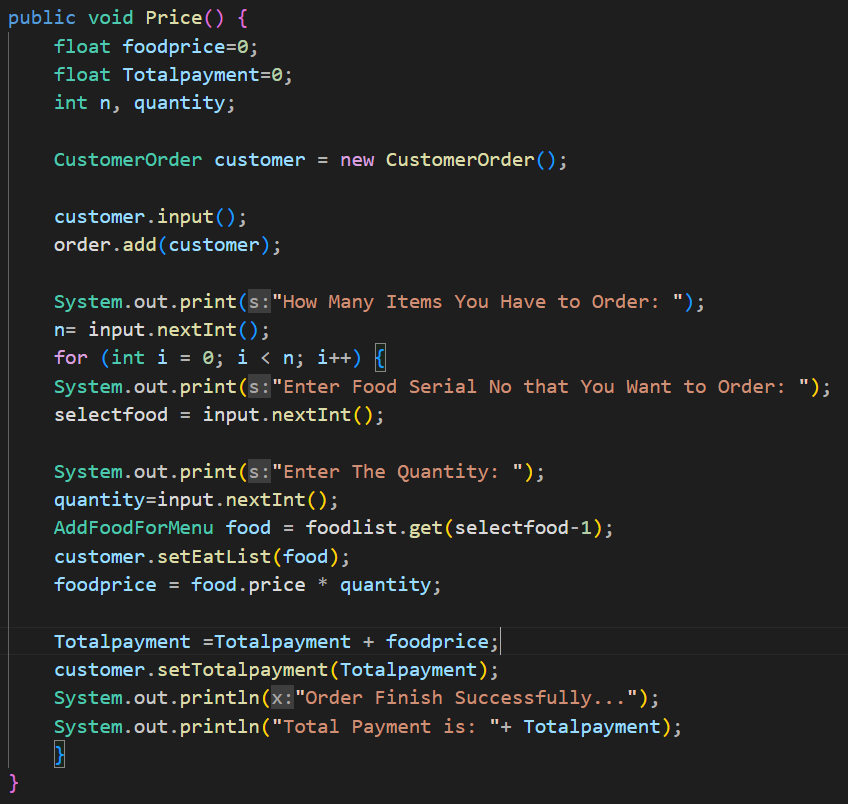 public void Price() {
float foodprice=0;
float Totalpayment=0;
int n, quantity;
CustomerOrder customer = new CustomerOrder();
customer.input();
order.add(customer);
System.out.print(s:"How Many Items You Have to Order: ");
n= input.nextInt();
for (int i = 0; i < n; i++) {
System.out.print(s:"Enter Food Serial No that You Want to Order: ");
selectfood = input.nextInt();
System.out.print(s:"Enter The Quantity: ");
quantity=input.nextInt();
AddFoodForMenu food = foodlist.get(selectfood-1);
customer.setEatList(food);
foodprice = food.price * quantity;
Totalpayment =Totalpayment + foodprice;
customer.setTotalpayment(Totalpayment);
System.out.println(x:"Order Finish Successfully...");
System.out.println("Total Payment is: "+ Totalpayment);
}
}